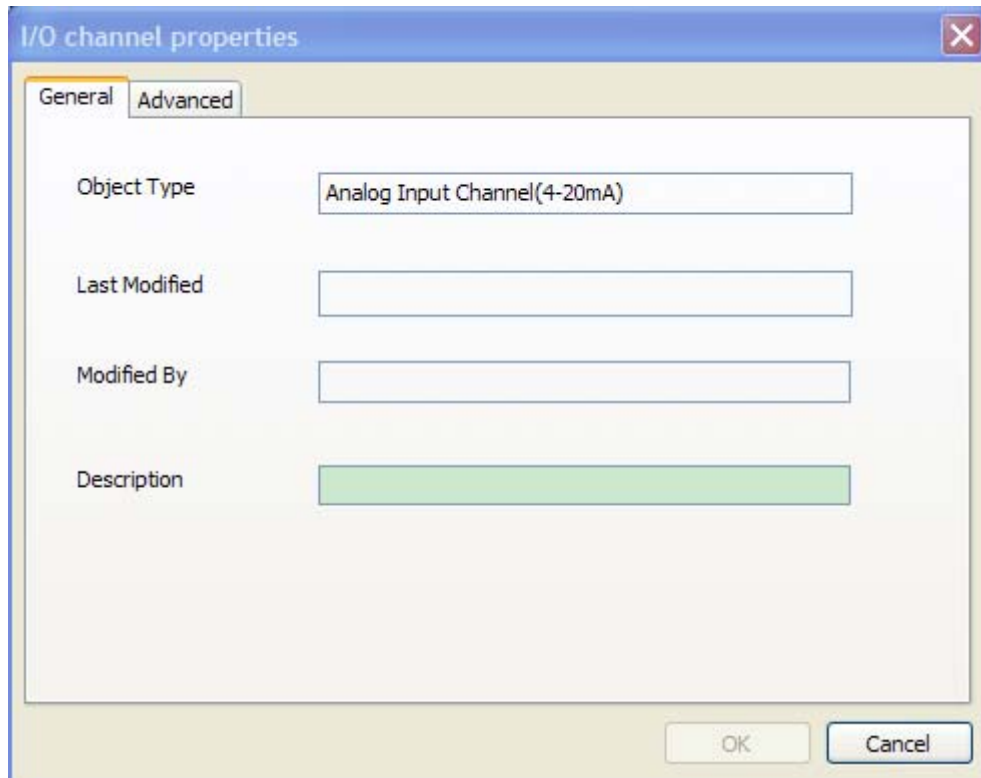 I/O channel properties
General
Advanced
Object Type
Analog Input Channel(4-20mA)
Last Modified
Modified By
Description
OK
Cancel